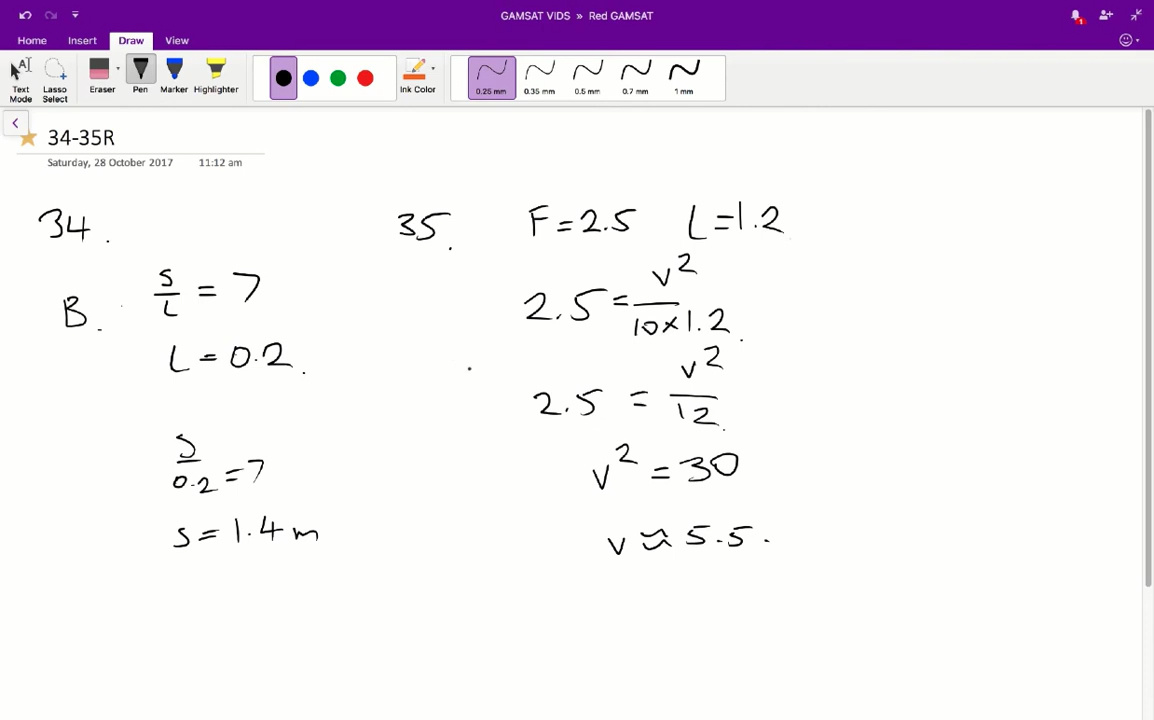 GAMSAT VIDS » Red GAMSAT
1
Home Insert Draw View
Text Mode
Lasso Select
Eraser
Pen
Marker
Highlighter
Ink Color
0.25 mm 0.35 mm 0.5 mm 0.7 mm 1 mm
34-35R
Saturday, 28 October 2017 11:12 am
34.
B.
S/L = 7
L = 0.2.
S/0.2 = 7
s = 1.4 m
35. F = 2.5 L = 1.2
2.5 = v²/10×1.2.
2.5 = v²/12.
v² = 30
v ≈ 5.5.